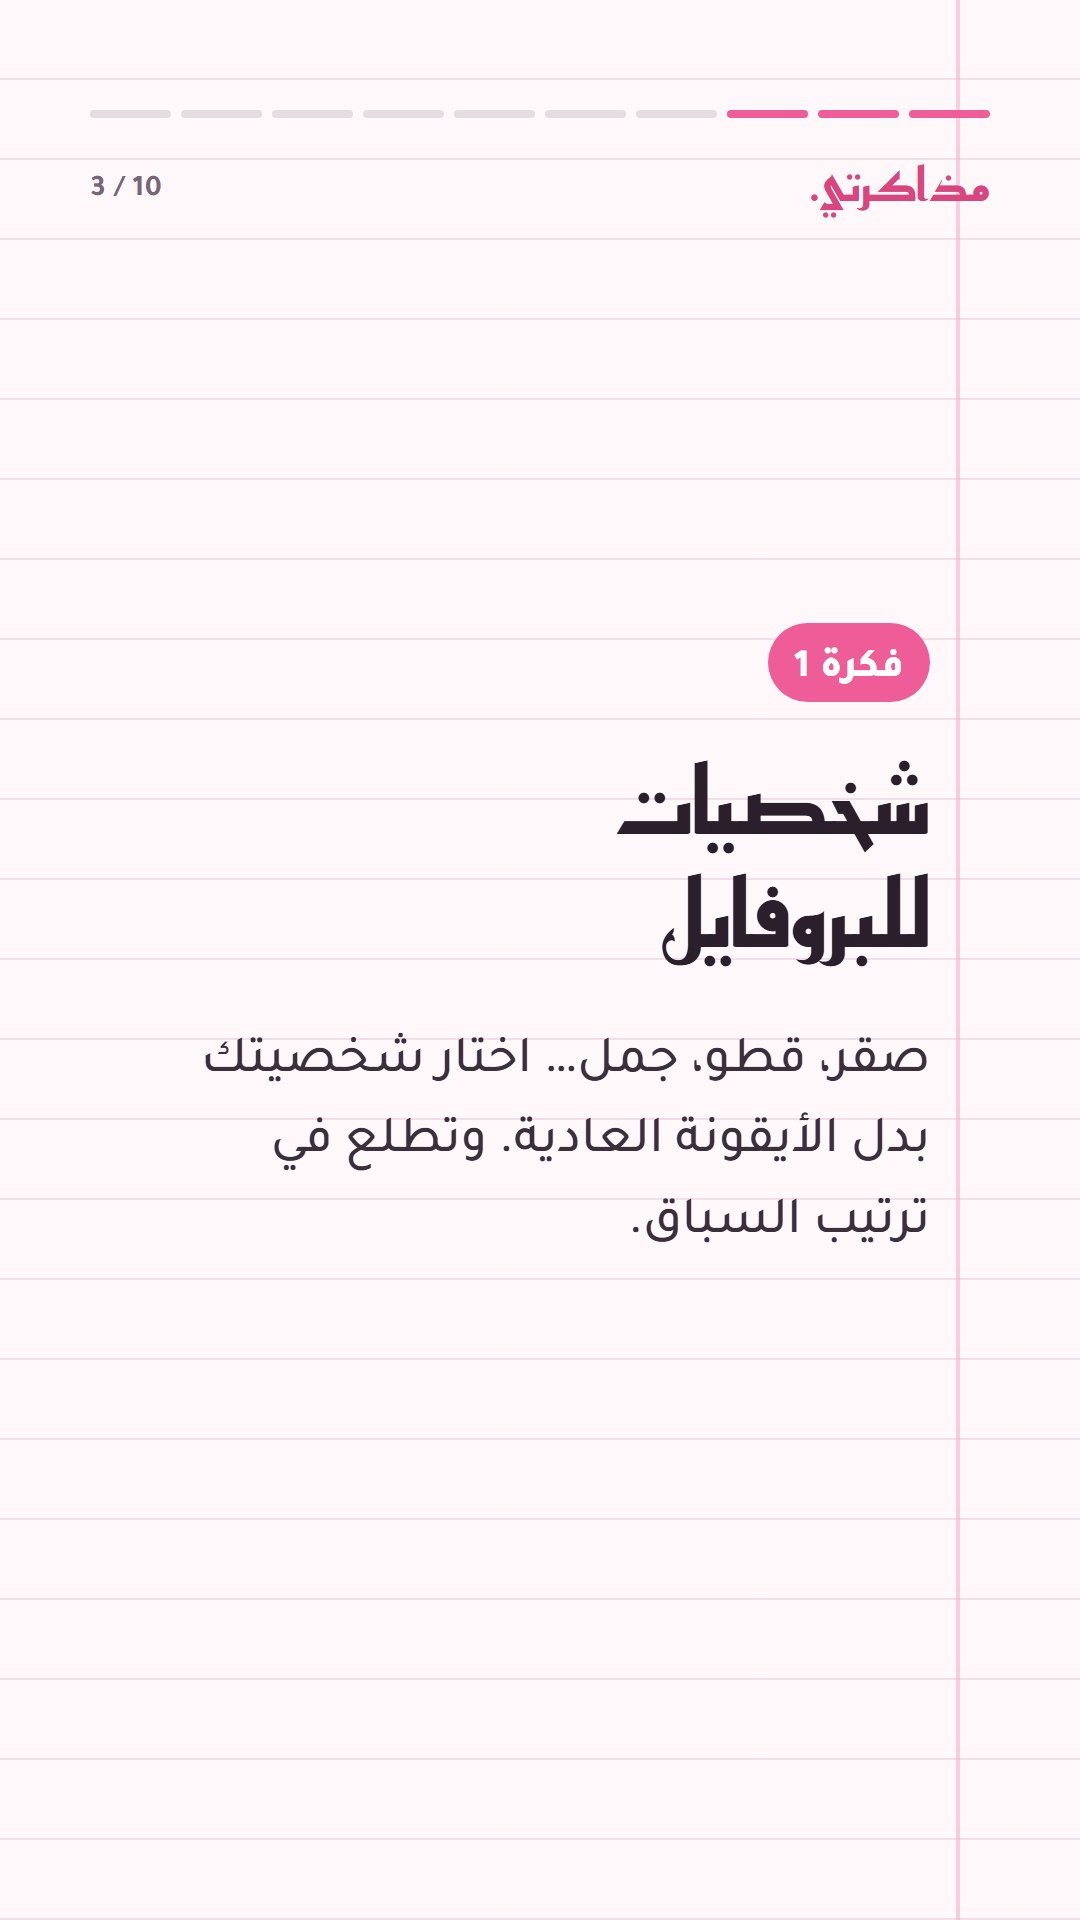 مذاكرتي.
3 / 10
فكرة 1
شخصيات
للبروفايل
صقر، قطو، جمل... اختار شخصيتك
بدل الأيقونة العادية. وتطلع في
ترتيب السباق.